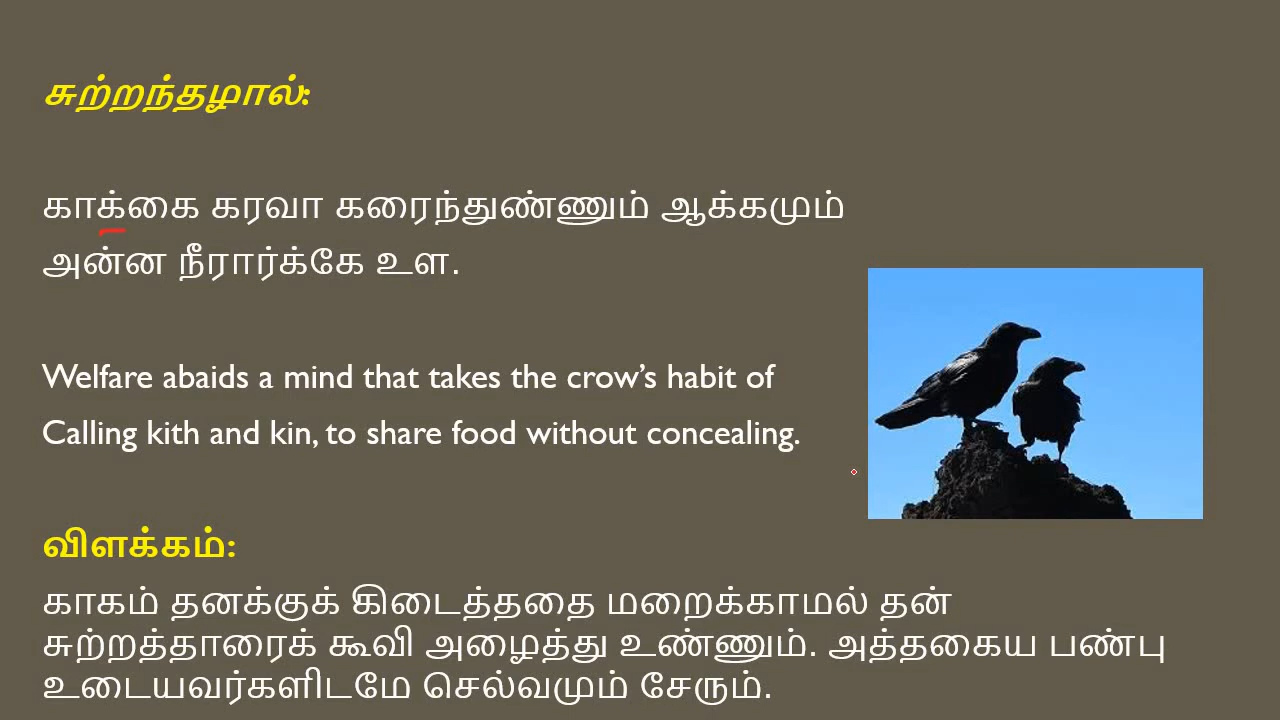 சுற்றந்தழால்:
காக்கை கரவா கரைந்துண்ணும் ஆக்கமும்
அன்ன நீரார்க்கே உள.
Welfare abaids a mind that takes the crow’s habit of
Calling kith and kin, to share food without concealing.
விளக்கம்:
காகம் தனக்குக் கிடைத்ததை மறைக்காமல் தன்
சுற்றத்தாரைக் கூவி அழைத்து உண்ணும். அத்தகைய பண்பு
உடையவர்களிடமே செல்வமும் சேரும்.